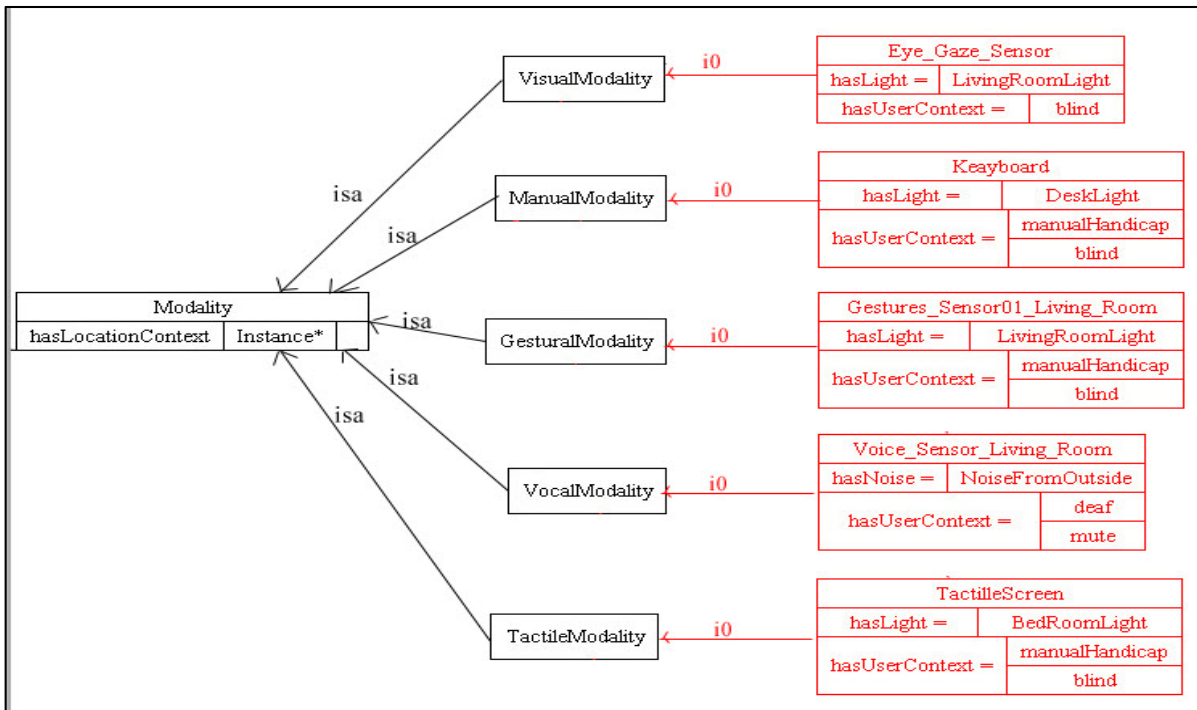 Eye_Gaze_Sensor
VisualModality
i0
hasLight = LivingRoomLight
hasUserContext = blind
isa
Keayboard
ManualModality
i0
hasLight = DeskLight
hasUserContext = manualHandicap
blind
isa
Modality
hasLocationContext Instance*
isa
GesturalModality
i0
Gestures_Sensor01_Living_Room
hasLight = LivingRoomLight
hasUserContext = manualHandicap
blind
isa
VocalModality
i0
Voice_Sensor_Living_Room
hasNoise = NoiseFromOutside
hasUserContext = deaf
mute
isa
TactileModality
i0
TactilleScreen
hasLight = BedRoomLight
hasUserContext = manualHandicap
blind